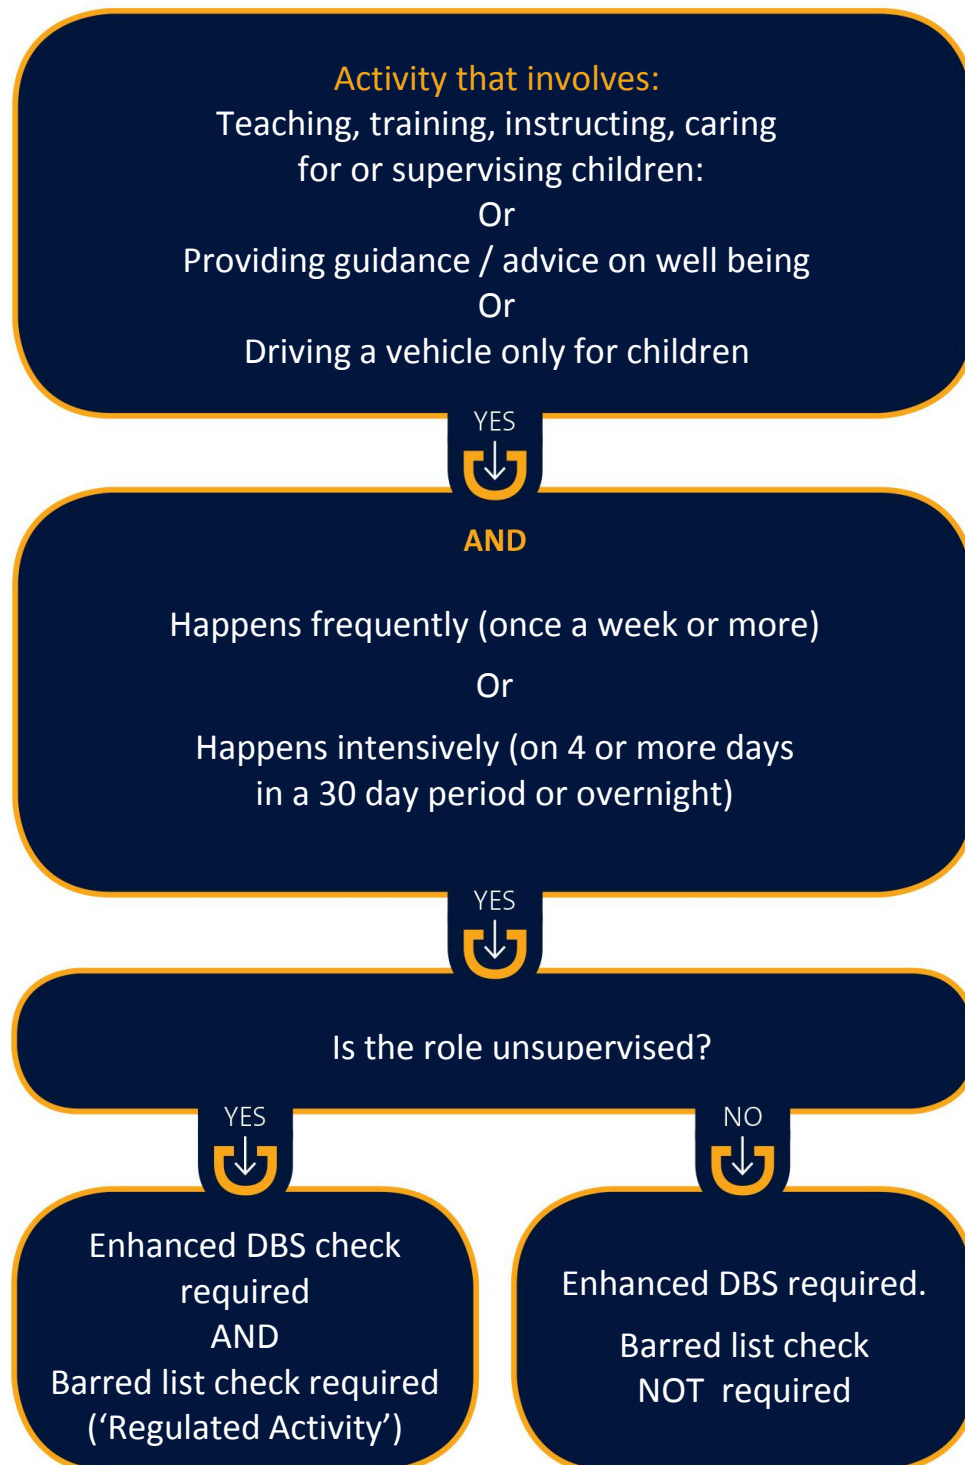 Activity that involves:
Teaching, training, instructing, caring
for or supervising children:
Or
Providing guidance / advice on well being
Or
Driving a vehicle only for children
YES
AND
Happens frequently (once a week or more)
Or
Happens intensively (on 4 or more days
in a 30 day period or overnight)
YES
Is the role unsupervised?
YES
NO
Enhanced DBS check
required
AND
Barred list check required
(‘Regulated Activity’)
Enhanced DBS required.
Barred list check
NOT required